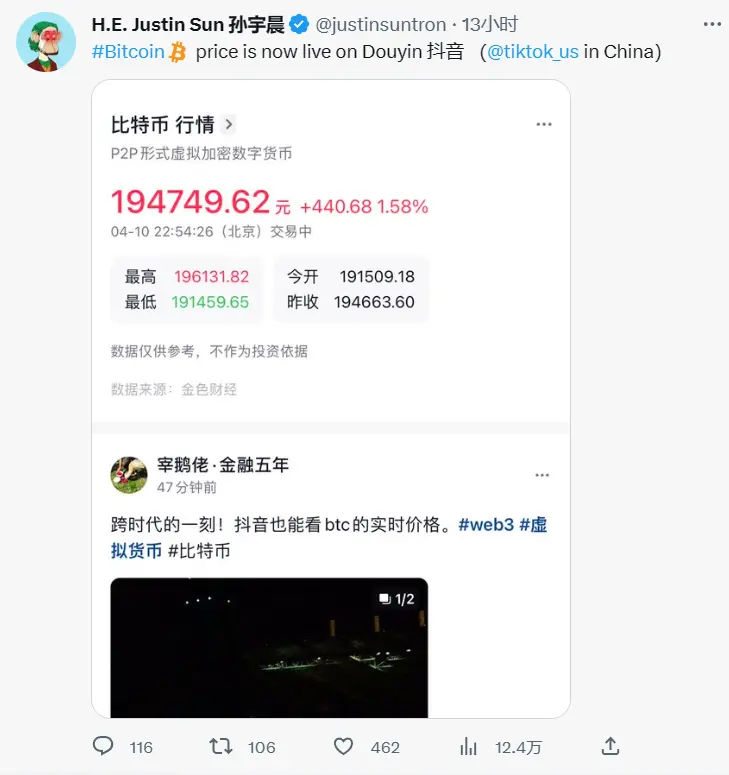 H.E. Justin Sun 孙宇晨 @justinsuntron · 13小时
#Bitcoin price is now live on Douyin 抖音 （@tiktok_us in China)
比特币 行情
P2P形式虚拟加密数字货币
194749.62元 +440.68 1.58%
04-10 22:54:26（北京）交易中
最高 196131.82 今开 191509.18
最低 191459.65 昨收 194663.60
数据仅供参考，不作为投资依据
数据来源：金色财经
宰鹅佬·金融五年
47分钟前
跨时代的一刻！抖音也能看btc的实时价格。#web3 #虚
拟货币 #比特币
1/2
116 106 462 12.4万